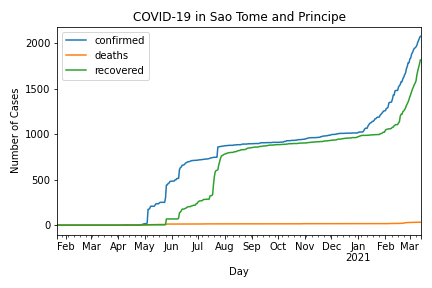 COVID-19 in Sao Tome and Principe
confirmed
deaths
recovered
Number of Cases
2000
1500
1000
500
0
Feb Mar Apr May Jun Jul Aug Sep Oct Nov Dec Jan Feb Mar
2021
Day